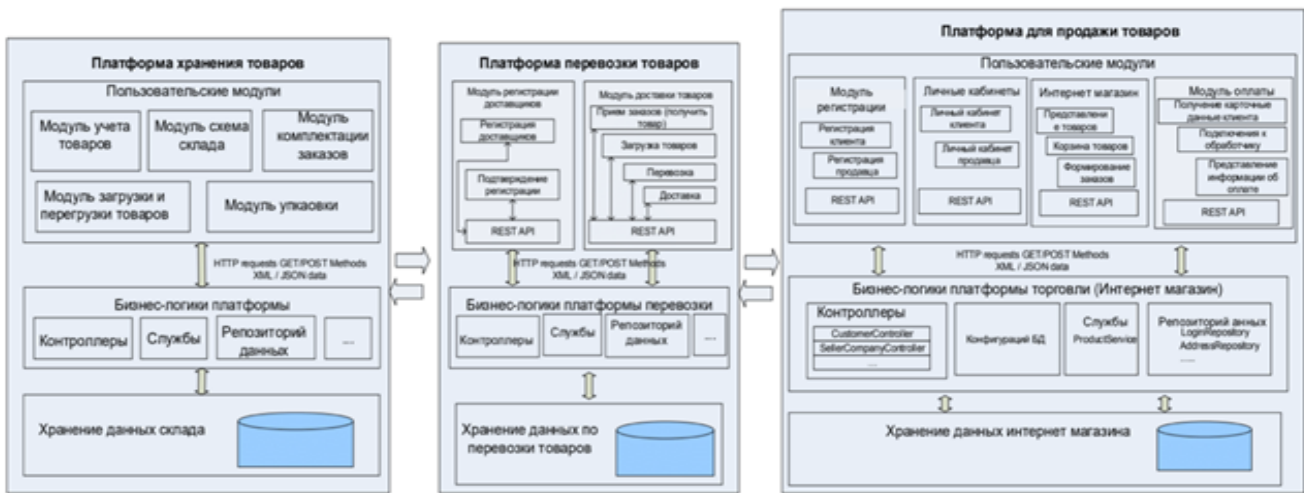 Платформа хранения товаров
Пользовательские модули
Модуль учета
товаров
Модуль схема
склада
Модуль
комплектации
заказов
Модуль загрузки и
перегрузки товаров
Модуль упкаовки
HTTP requests GET/POST Methods
XML / JSON data
Бизнес-логики платформы
Контроллеры
Службы
Репозиторий
данных
....
Хранение данных склада
Платформа перевозки товаров
Модуль регистрации
доставщиков
Регистрация
доставщиков
Подтверждение
регистрации
REST API
Модуль доставки товаров
Прием заказов (получить
товар)
Загрузка товаров
Перевозка
Доставка
REST API
HTTP requests GET/POST Methods
XML / JSON data
Бизнес-логики платформы перевозки
Контроллеры
Службы
Репозиторий
данных
....
Хранение данных по
перевозки товаров
Платформа для продажи товаров
Пользовательские модули
Модуль
регистрации
Регистрация
клиента
Регистрация
продавца
REST API
Личные кабинеты
Личный кабинет
клиента
Личный кабинет
продавца
REST API
Интернет магазин
Представлени
е товаров
Корзина товаров
Формирование
заказов
REST API
Модуль оплаты
Получение карточные
данные клиента
Подключения к
обработчику
Представление
информации об
оплате
REST API
HTTP requests GET/POST Methods
XML / JSON data
Бизнес-логики платформы торговли (Интернет магазин)
Контроллеры
CustomerController
SellerCompanyController
....
Конфигураций БД
Службы
ProductService
Репозиторий анных
LoginRepository
AddressRepository
.....
Хранение данных интернет магазина